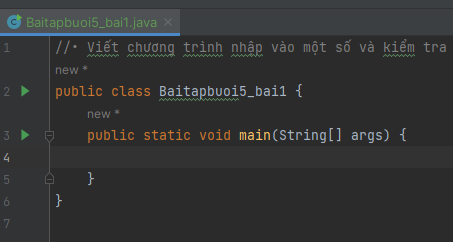 Baitapbuoi5_bai1.java
1 //• Viết chương trình nhập vào một số và kiểm tra
new *
2 public class Baitapbuoi5_bai1 {
new *
3 public static void main(String[] args) {
4
5 }
6 }
7